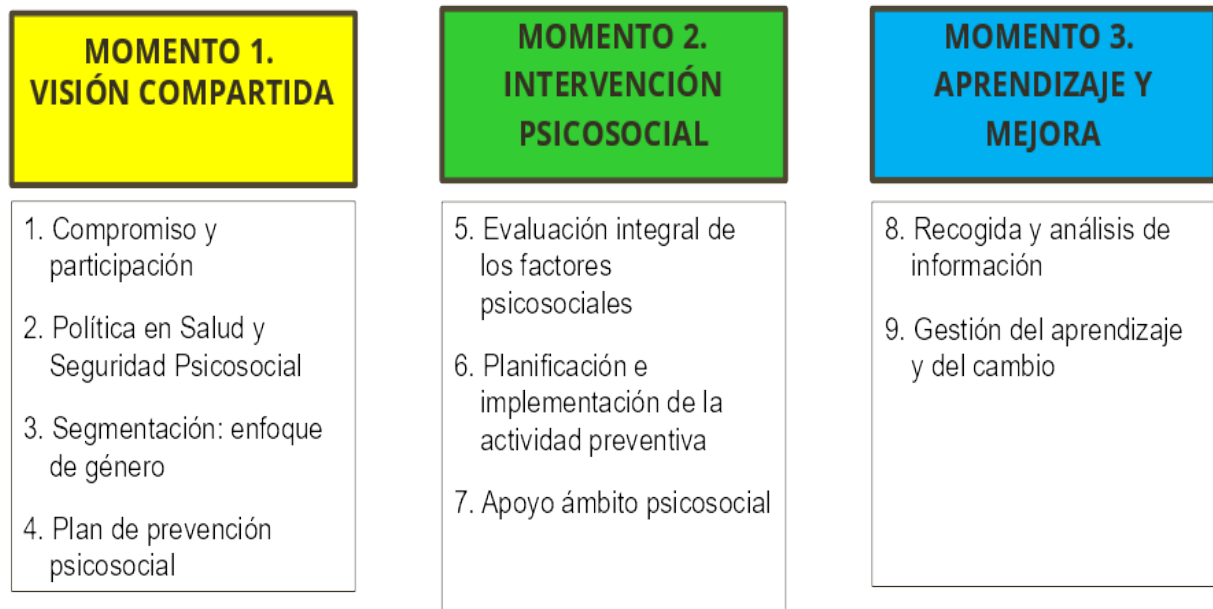 MOMENTO 1.
VISIÓN COMPARTIDA
1. Compromiso y
participación
2. Política en Salud y
Seguridad Psicosocial
3. Segmentación: enfoque
de género
4. Plan de prevención
psicosocial
MOMENTO 2.
INTERVENCIÓN
PSICOSOCIAL
5. Evaluación integral de
los factores
psicosociales
6. Planificación e
implementación de la
actividad preventiva
7. Apoyo ámbito psicosocial
MOMENTO 3.
APRENDIZAJE Y
MEJORA
8. Recogida y análisis de
información
9. Gestión del aprendizaje
y del cambio